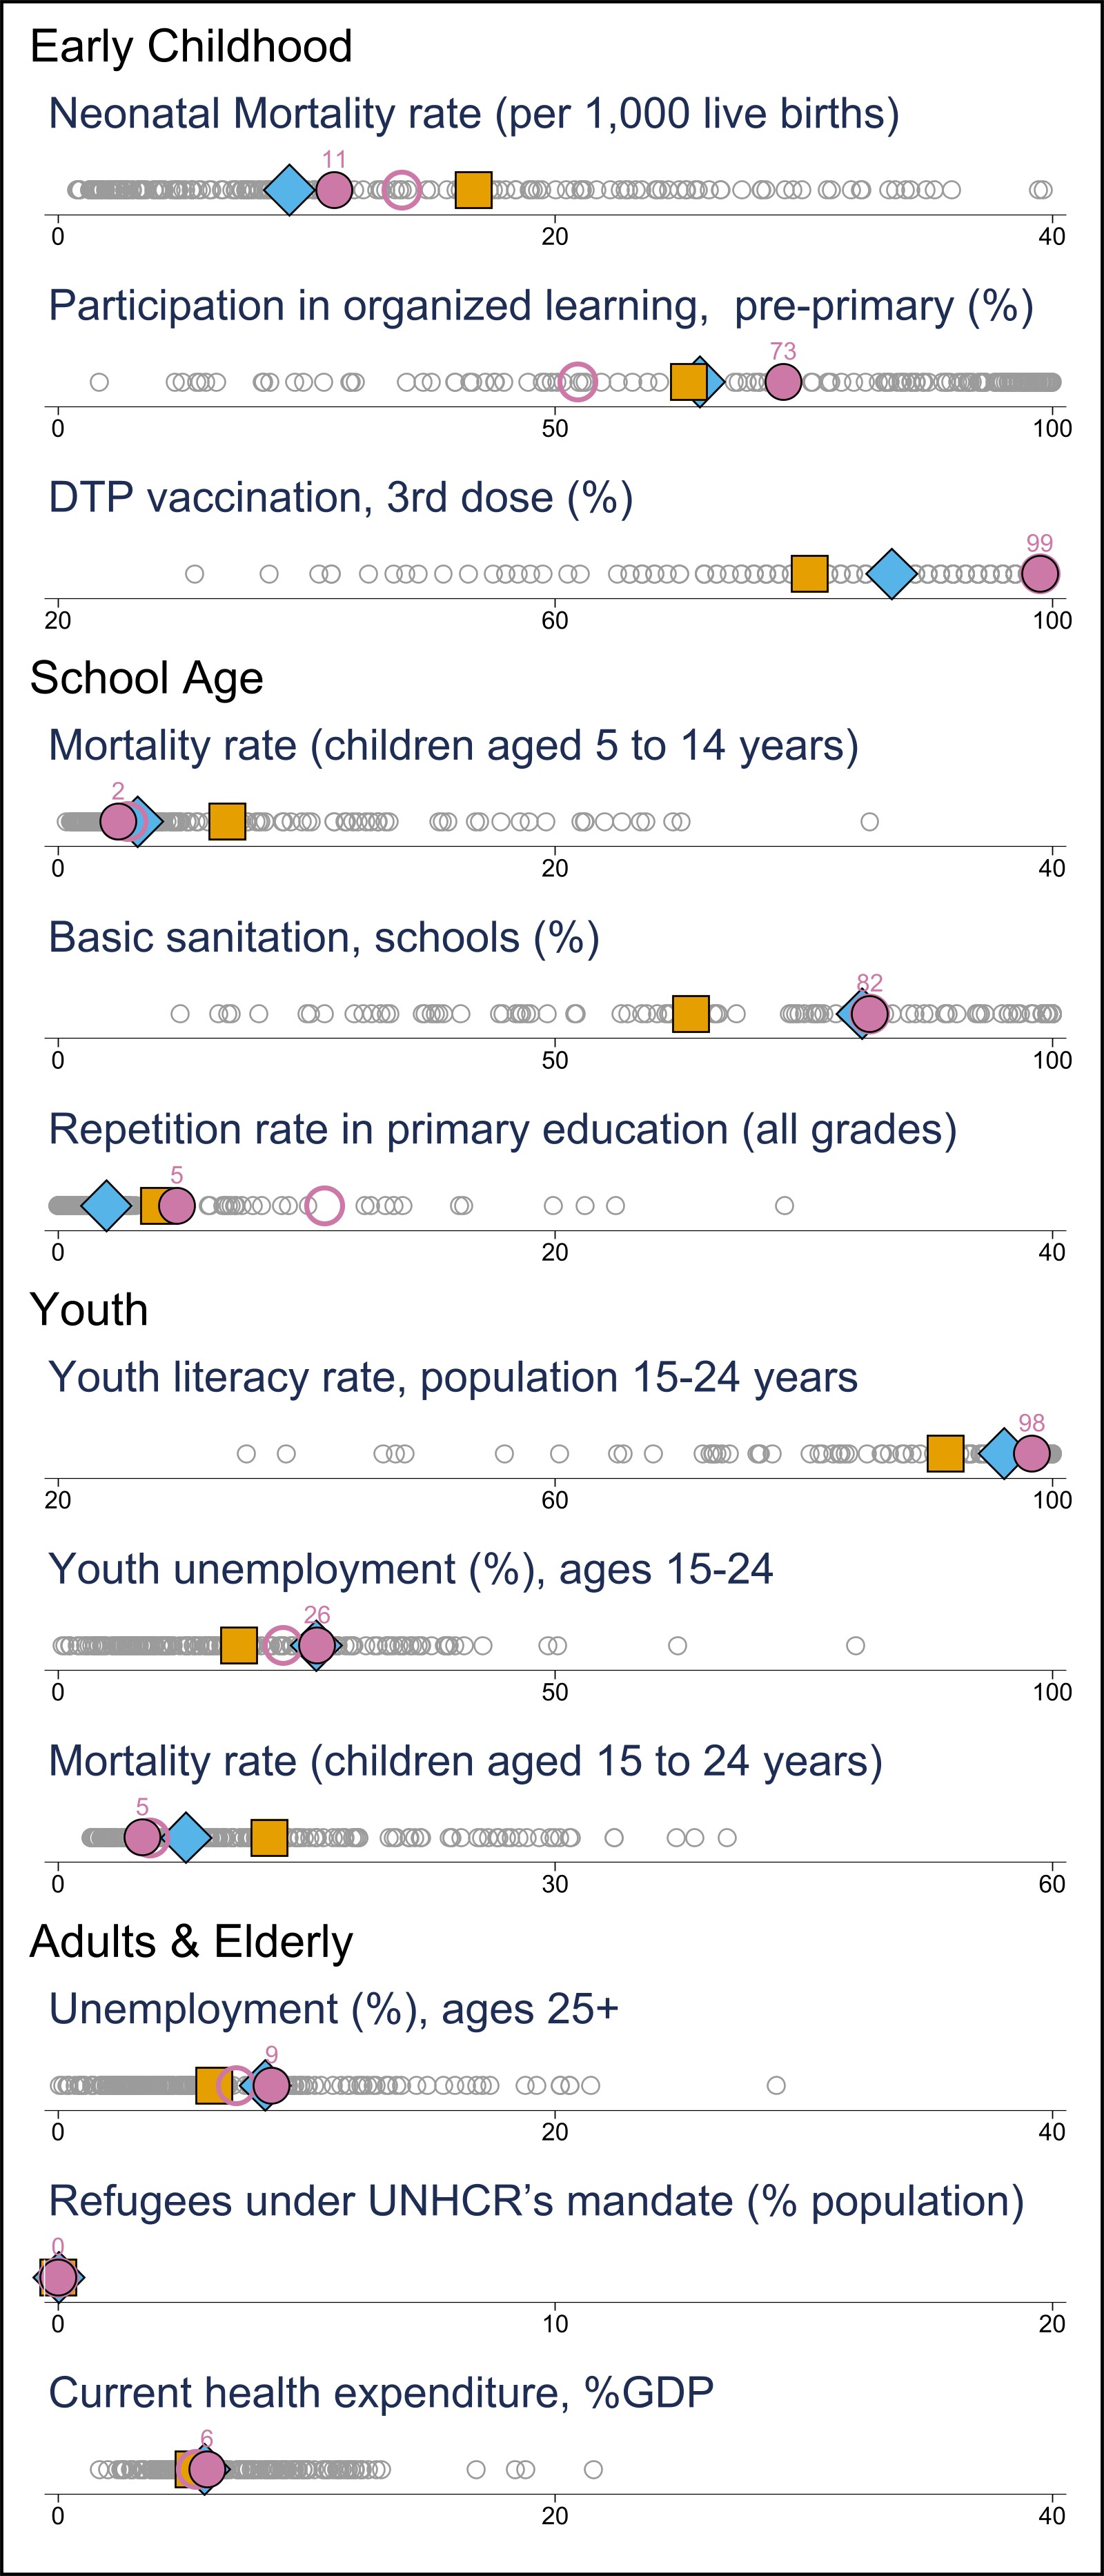 Early Childhood
Neonatal Mortality rate (per 1,000 live births)
11
0 20 40
Participation in organized learning,  pre-primary (%)
73
0 50 100
DTP vaccination, 3rd dose (%)
99
20 60 100
School Age
Mortality rate (children aged 5 to 14 years)
2
0 20 40
Basic sanitation, schools (%)
82
0 50 100
Repetition rate in primary education (all grades)
5
0 20 40
Youth
Youth literacy rate, population 15-24 years
98
20 60 100
Youth unemployment (%), ages 15-24
26
0 50 100
Mortality rate (children aged 15 to 24 years)
5
0 30 60
Adults & Elderly
Unemployment (%), ages 25+
9
0 20 40
Refugees under UNHCR’s mandate (% population)
0
0 10 20
Current health expenditure, %GDP
6
0 20 40